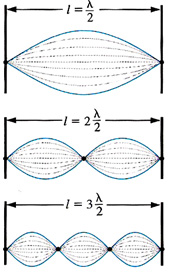 l = λ/2
l = 2 λ/2
l = 3 λ/2